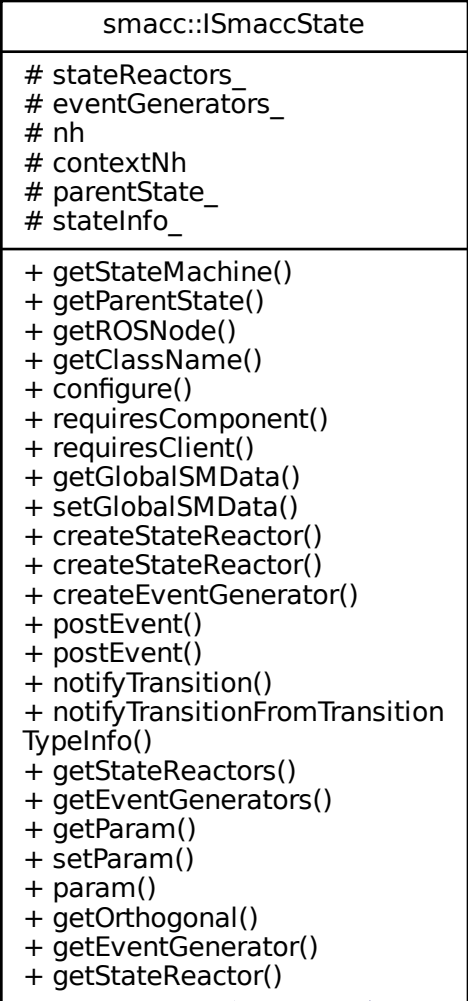 smacc::ISmaccState
# stateReactors_
# eventGenerators_
# nh
# contextNh
# parentState_
# stateInfo_
+ getStateMachine()
+ getParentState()
+ getROSNode()
+ getClassName()
+ configure()
+ requiresComponent()
+ requiresClient()
+ getGlobalSMData()
+ setGlobalSMData()
+ createStateReactor()
+ createStateReactor()
+ createEventGenerator()
+ postEvent()
+ postEvent()
+ notifyTransition()
+ notifyTransitionFromTransition
TypeInfo()
+ getStateReactors()
+ getEventGenerators()
+ getParam()
+ setParam()
+ param()
+ getOrthogonal()
+ getEventGenerator()
+ getStateReactor()